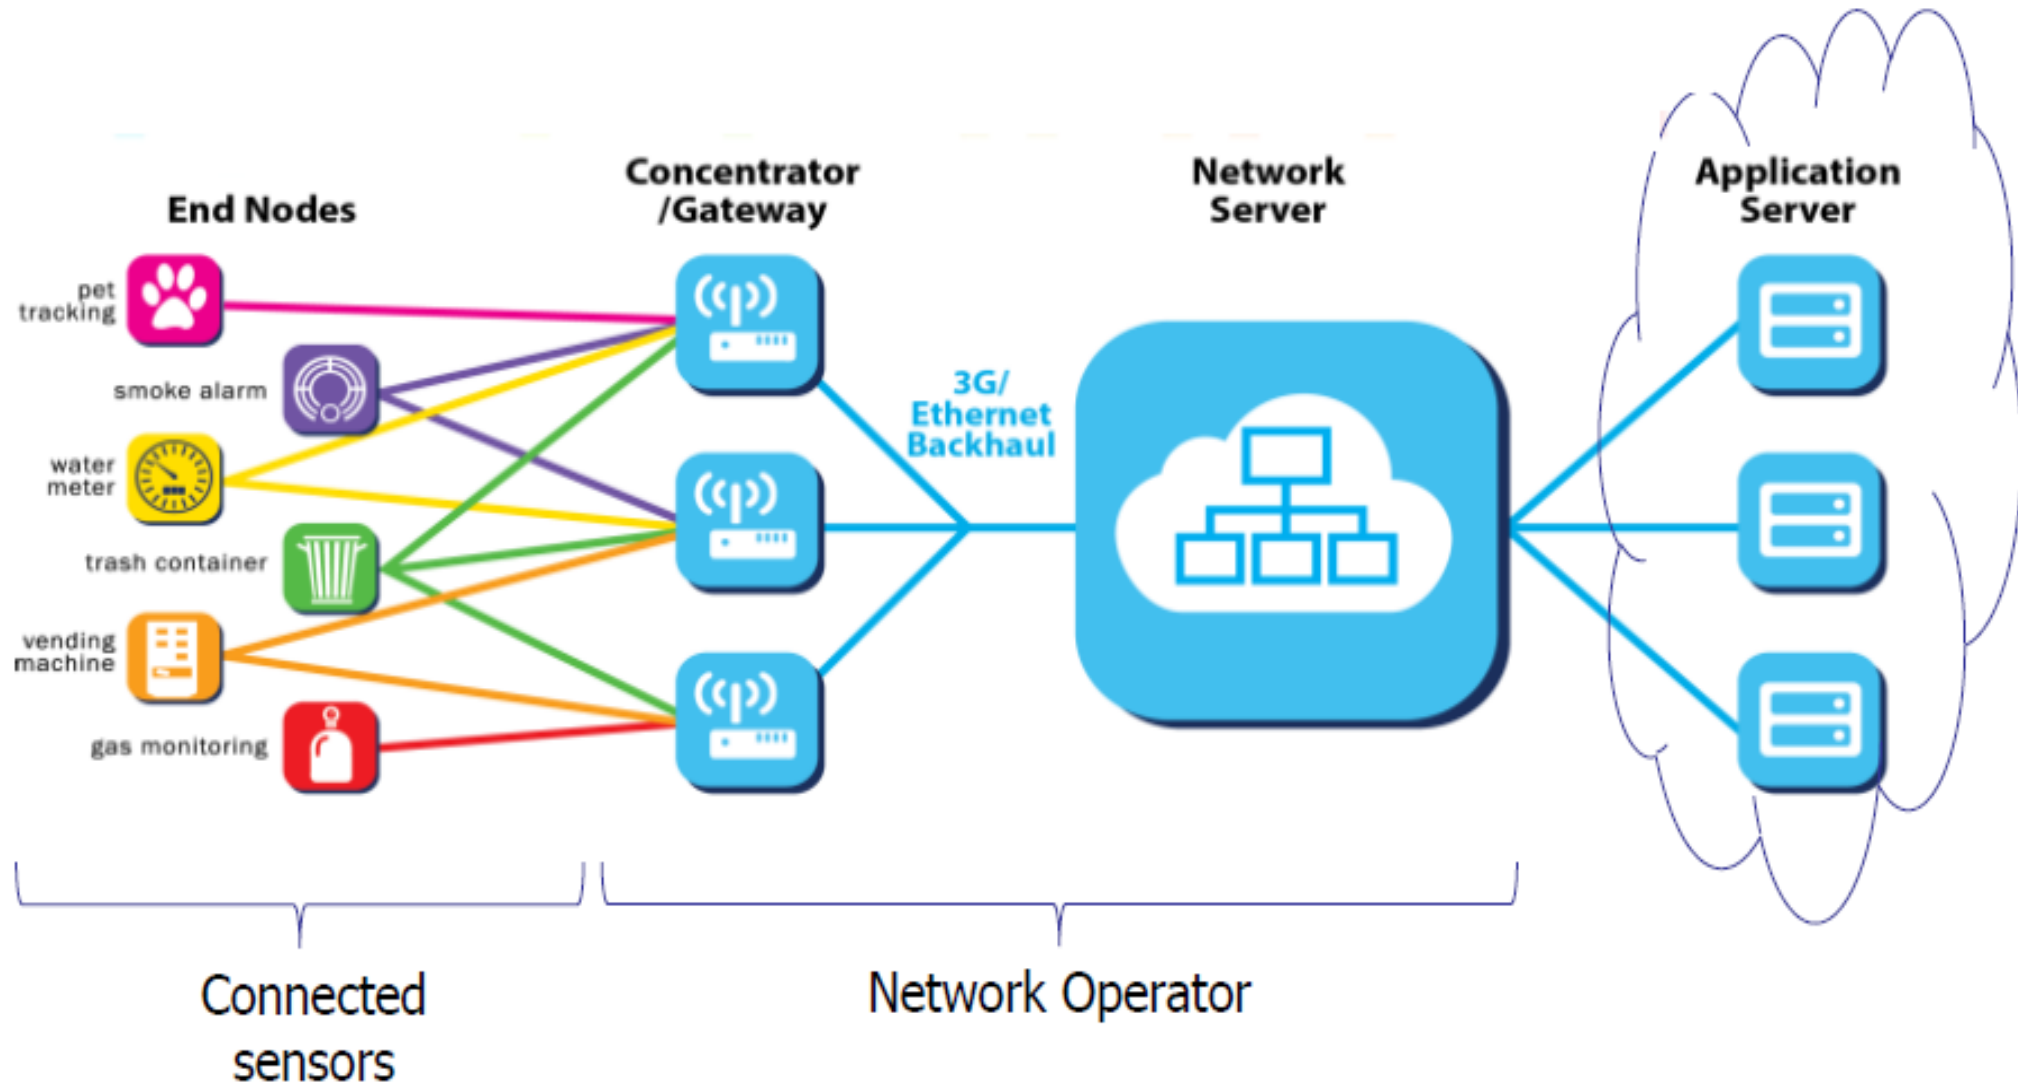 End Nodes
Concentrator
/Gateway
Network
Server
Application
Server
pet
tracking
smoke alarm
water
meter
trash container
vending
machine
gas monitoring
3G/
Ethernet
Backhaul
Connected
sensors
Network Operator